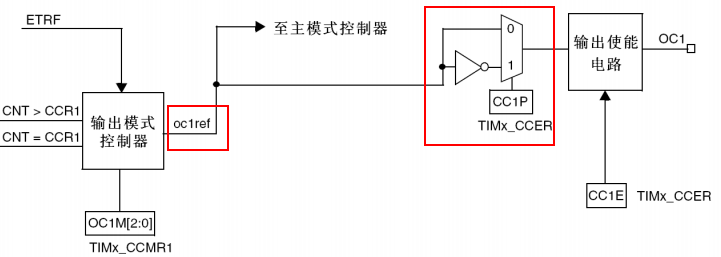 ETRF
至主模式控制器
0
输出使能
电路
OC1
CNT > CCR1
CNT = CCR1
输出模式
控制器
oc1ref
1
CC1P
TIMx_CCER
OC1M[2:0]
TIMx_CCMR1
CC1E
TIMx_CCER